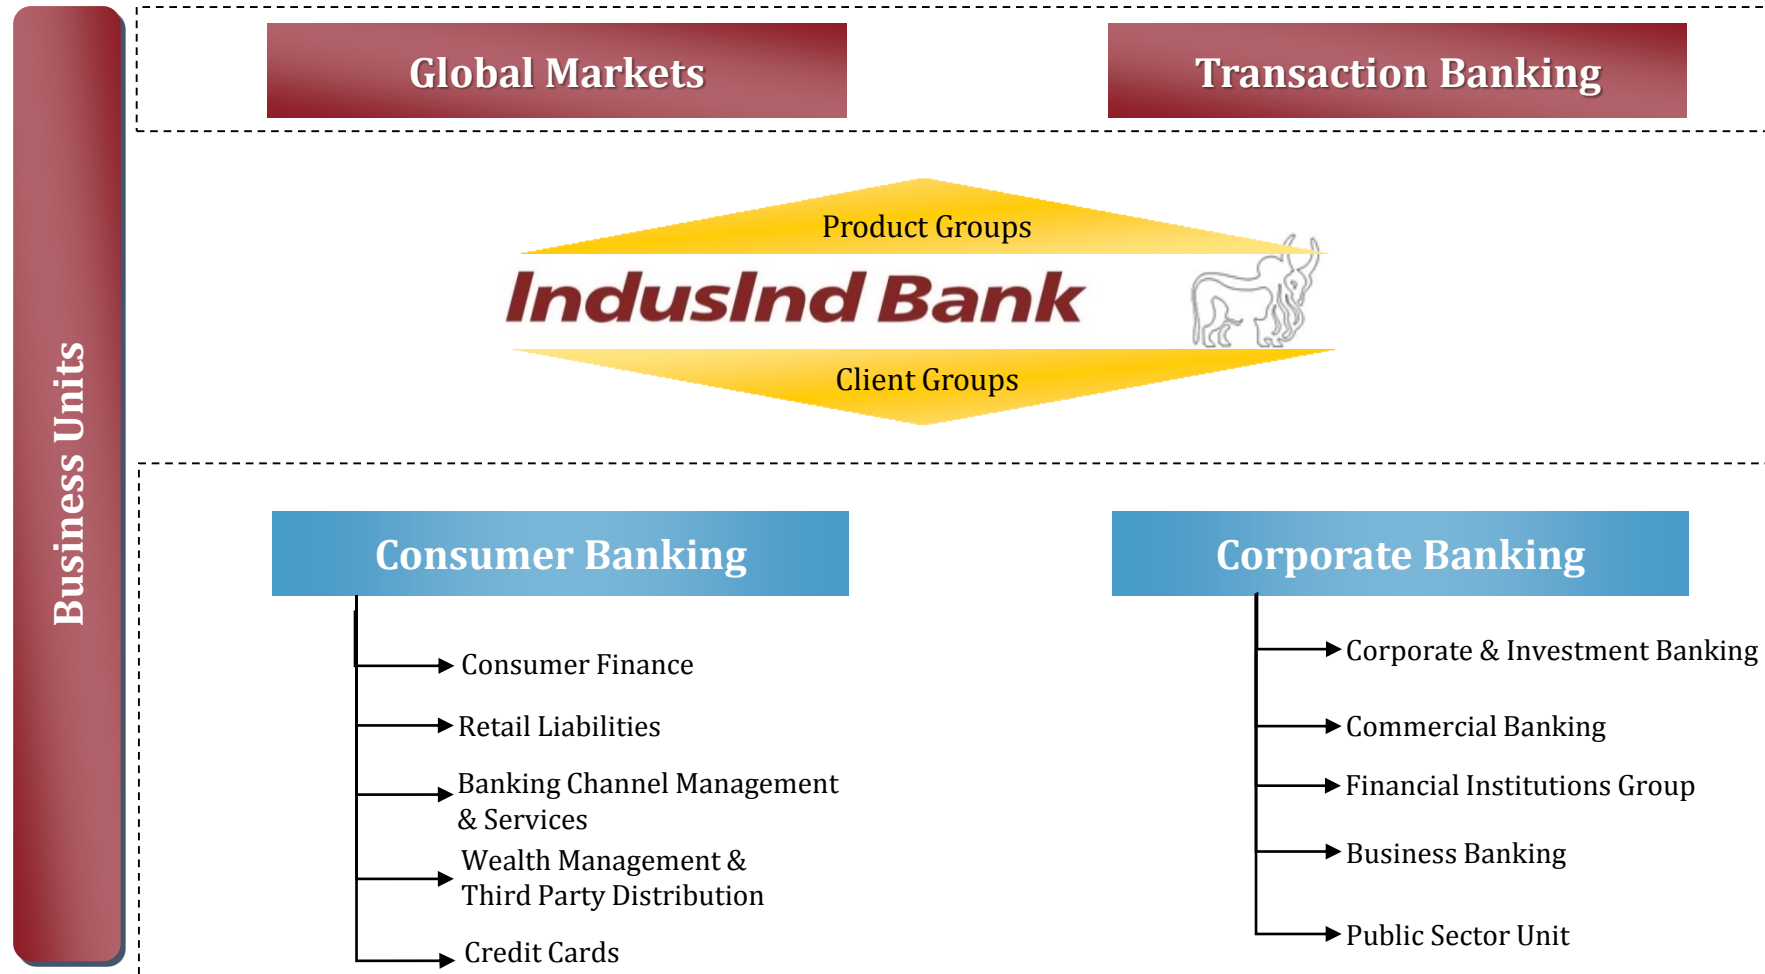 Business Units
Global Markets
Transaction Banking
Product Groups
IndusInd Bank
Client Groups
Consumer Banking
Consumer Finance
Retail Liabilities
Banking Channel Management
& Services
Wealth Management &
Third Party Distribution
Credit Cards
Corporate Banking
Corporate & Investment Banking
Commercial Banking
Financial Institutions Group
Business Banking
Public Sector Unit